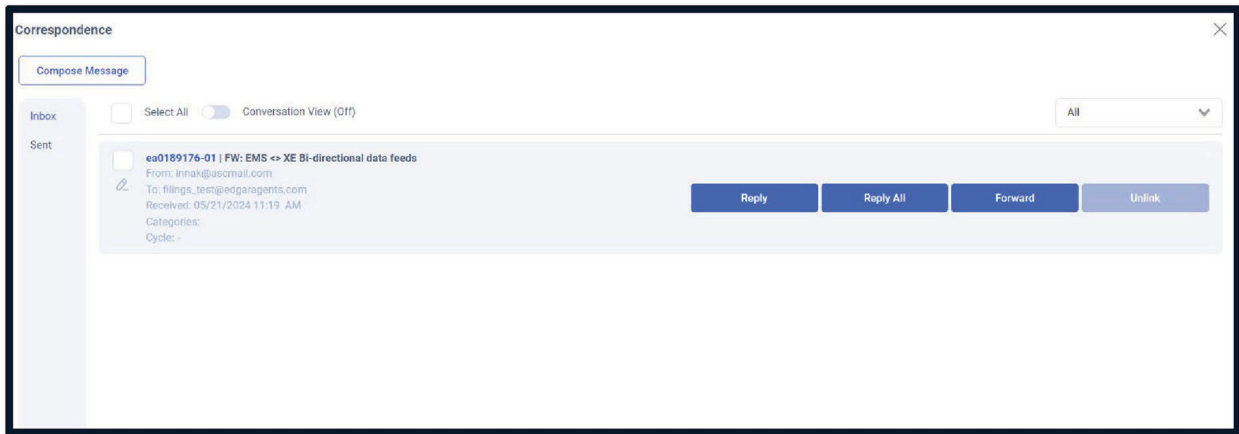 Correspondence
Compose Message
Inbox
Sent
Select All
Conversation View (Off)
All
ea0189176-01 | FW: EMS <> XE Bi-directional data feeds
From: innak@ascmail.com
To: filings_test@edgaragents.com
Received: 05/21/2024 11:19 AM
Categories:
Cycle: -
Reply
Reply All
Forward
Unlink